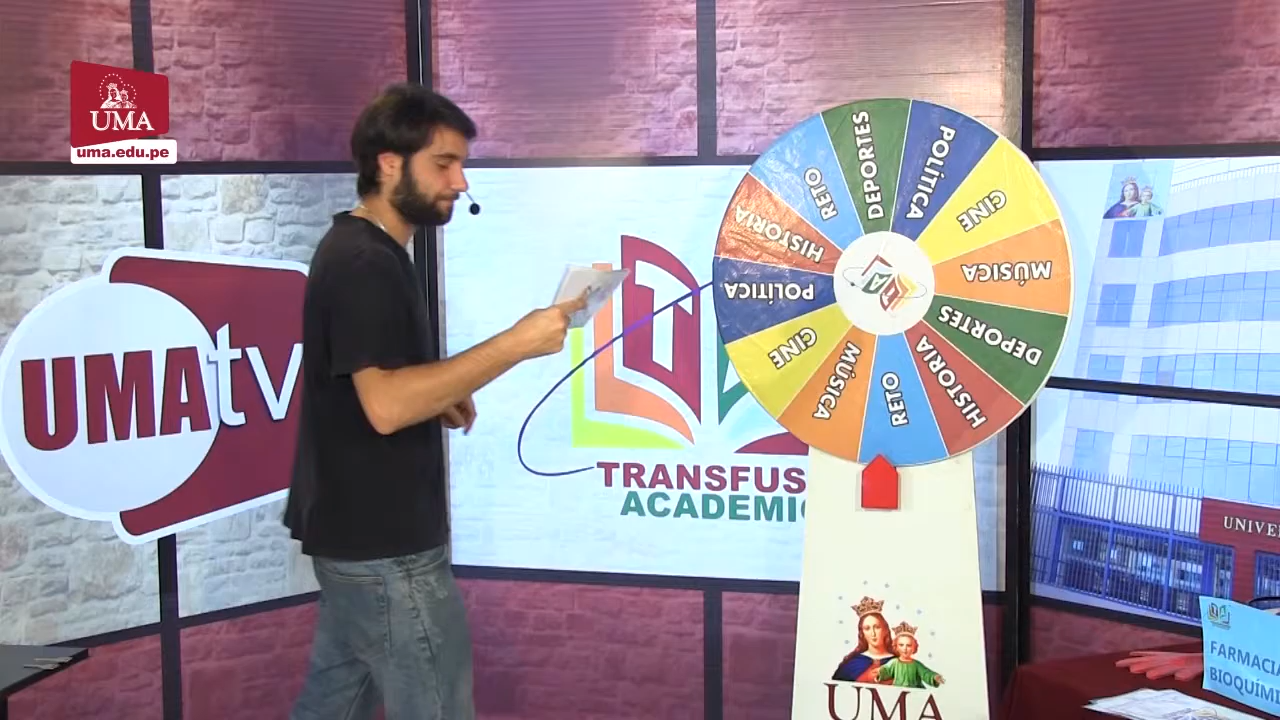 UMA
uma.edu.pe
UMAtv
TRANSFUS
ACADEMIC
DEPORTES
POLÍTICA
CINE
MÚSICA
DEPORTES
HISTORIA
RETO
MÚSICA
CINE
POLÍTICA
HISTORIA
RETO
UMA
UNIVER
FARMACIA
BIOQUÍMI